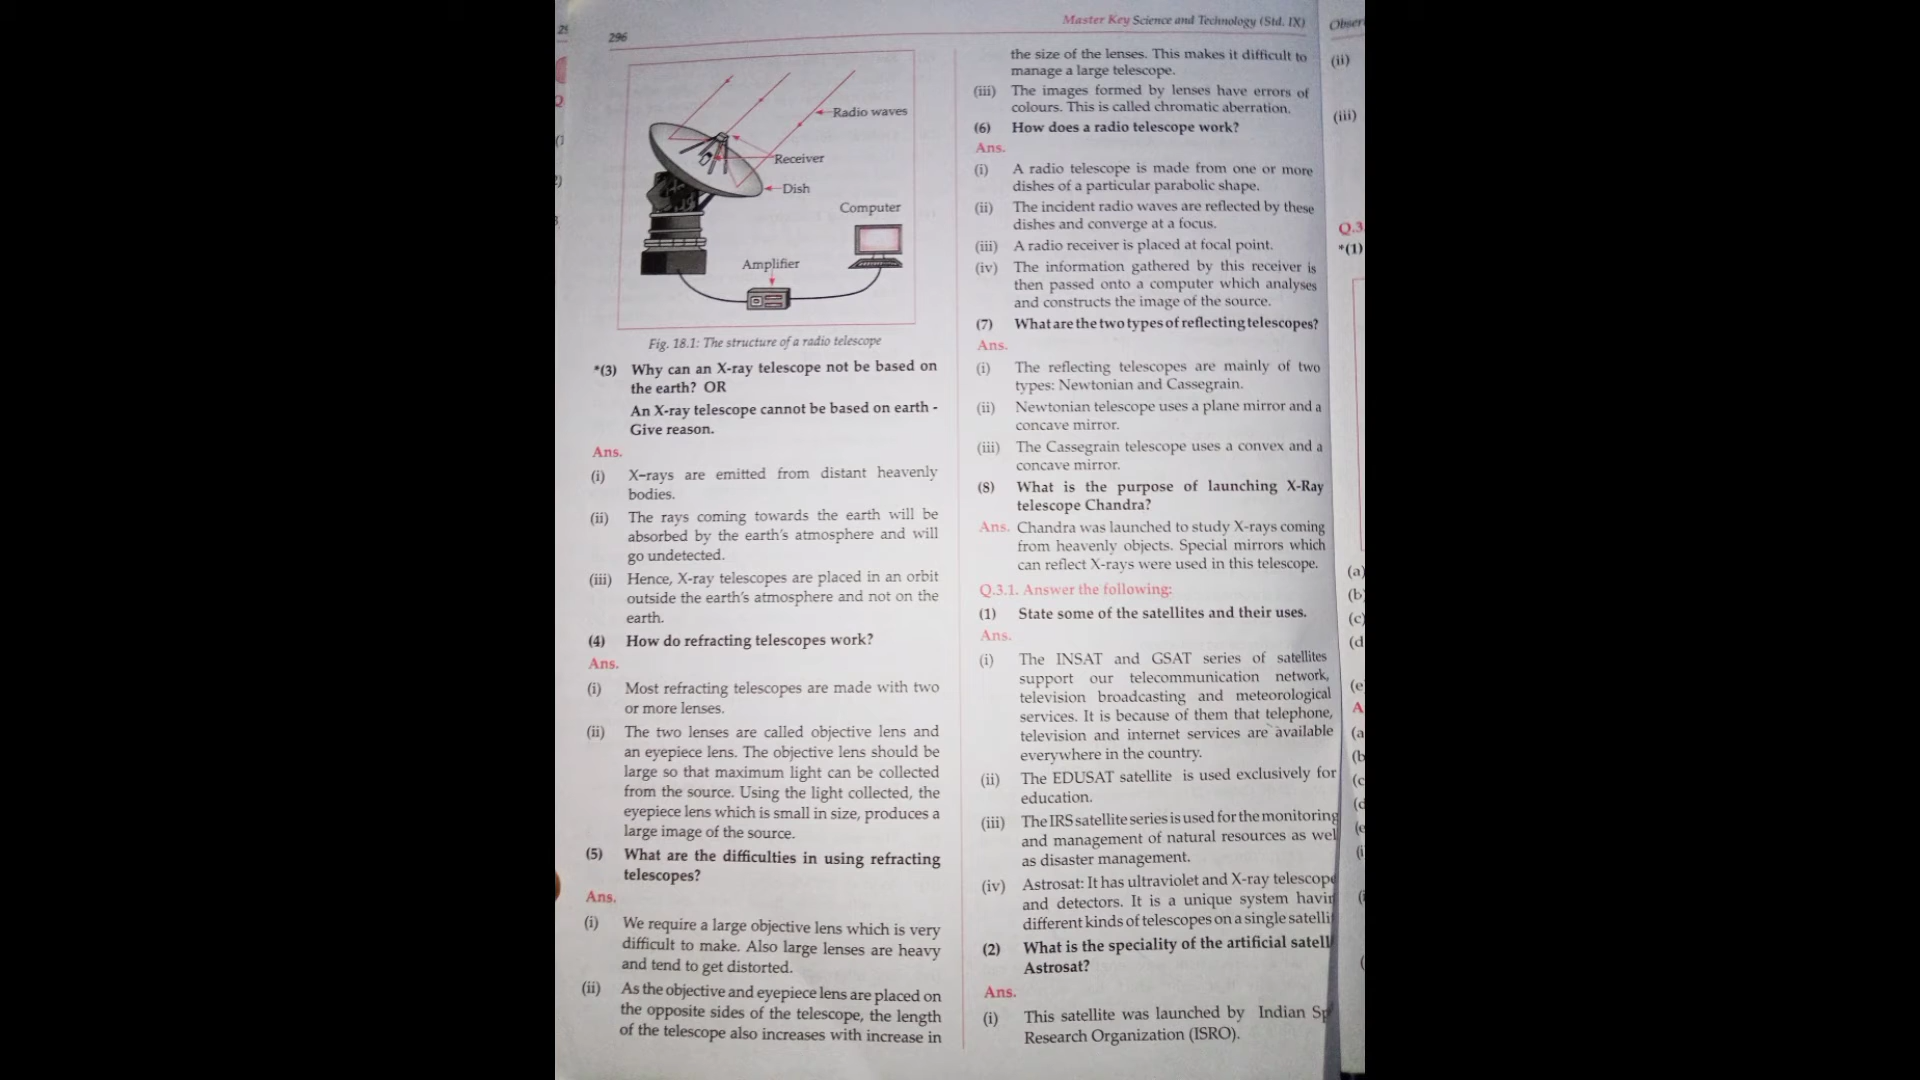 296
Master Key Science and Technology (Std. IX)
Radio waves
Receiver
Dish
Computer
Amplifier
Fig. 18.1: The structure of a radio telescope
*(3) Why can an X-ray telescope not be based on
the earth? OR
An X-ray telescope cannot be based on earth -
Give reason.
Ans.
(i) X-rays are emitted from distant heavenly
bodies.
(ii) The rays coming towards the earth will be
absorbed by the earth's atmosphere and will
go undetected.
(iii) Hence, X-ray telescopes are placed in an orbit
outside the earth's atmosphere and not on the
earth.
(4) How do refracting telescopes work?
Ans.
(i) Most refracting telescopes are made with two
or more lenses.
(ii) The two lenses are called objective lens and
an eyepiece lens. The objective lens should be
large so that maximum light can be collected
from the source. Using the light collected, the
eyepiece lens which is small in size, produces a
large image of the source.
(5) What are the difficulties in using refracting
telescopes?
Ans.
(i) We require a large objective lens which is very
difficult to make. Also large lenses are heavy
and tend to get distorted.
(ii) As the objective and eyepiece lens are placed on
the opposite sides of the telescope, the length
of the telescope also increases with increase in
the size of the lenses. This makes it difficult to
manage a large telescope.
(iii) The images formed by lenses have errors of
colours. This is called chromatic aberration.
(6) How does a radio telescope work?
Ans.
(i) A radio telescope is made from one or more
dishes of a particular parabolic shape.
(ii) The incident radio waves are reflected by these
dishes and converge at a focus.
(iii) A radio receiver is placed at focal point.
(iv) The information gathered by this receiver is
then passed onto a computer which analyses
and constructs the image of the source.
(7) What are the two types of reflecting telescopes?
Ans.
(i) The reflecting telescopes are mainly of two
types: Newtonian and Cassegrain.
(ii) Newtonian telescope uses a plane mirror and a
concave mirror.
(iii) The Cassegrain telescope uses a convex and a
concave mirror.
(8) What is the purpose of launching X-Ray
telescope Chandra?
Ans. Chandra was launched to study X-rays coming
from heavenly objects. Special mirrors which
can reflect X-rays were used in this telescope.
Q.3.1. Answer the following:
(1) State some of the satellites and their uses.
Ans.
(i) The INSAT and GSAT series of satellites
support our telecommunication network,
television broadcasting and meteorological
services. It is because of them that telephone,
television and internet services are available
everywhere in the country.
(ii) The EDUSAT satellite is used exclusively for
education.
(iii) The IRS satellite series is used for the monitoring
and management of natural resources as wel
as disaster management.
(iv) Astrosat: It has ultraviolet and X-ray telescope
and detectors. It is a unique system havin
different kinds of telescopes on a single satelli
(2) What is the speciality of the artificial satell
Astrosat?
Ans.
(i) This satellite was launched by Indian Sp
Research Organization (ISRO).
(ii)
(iii)
Q.3
*(1)
(a)
(b)
(c)
(d
(e
A
(a
(b
(c
(d
(e
(i